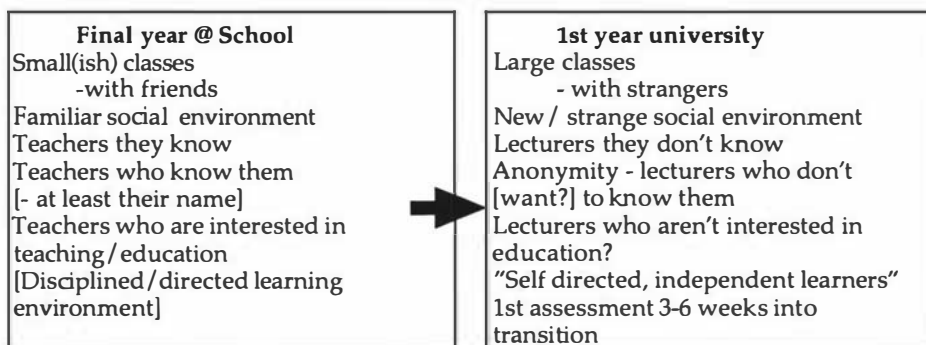 Final year @ School
Small(ish) classes
-with friends
Familiar social environment
Teachers they know
Teachers who know them
[- at least their name]
Teachers who are interested in
teaching/education
[Disciplined/directed learning
environment]
1st year university
Large classes
- with strangers
New / strange social environment
Lecturers they don't know
Anonymity - lecturers who don't
[want?] to know them
Lecturers who aren't interested in
education?
"Self directed, independent learners"
1st assessment 3-6 weeks into
transition